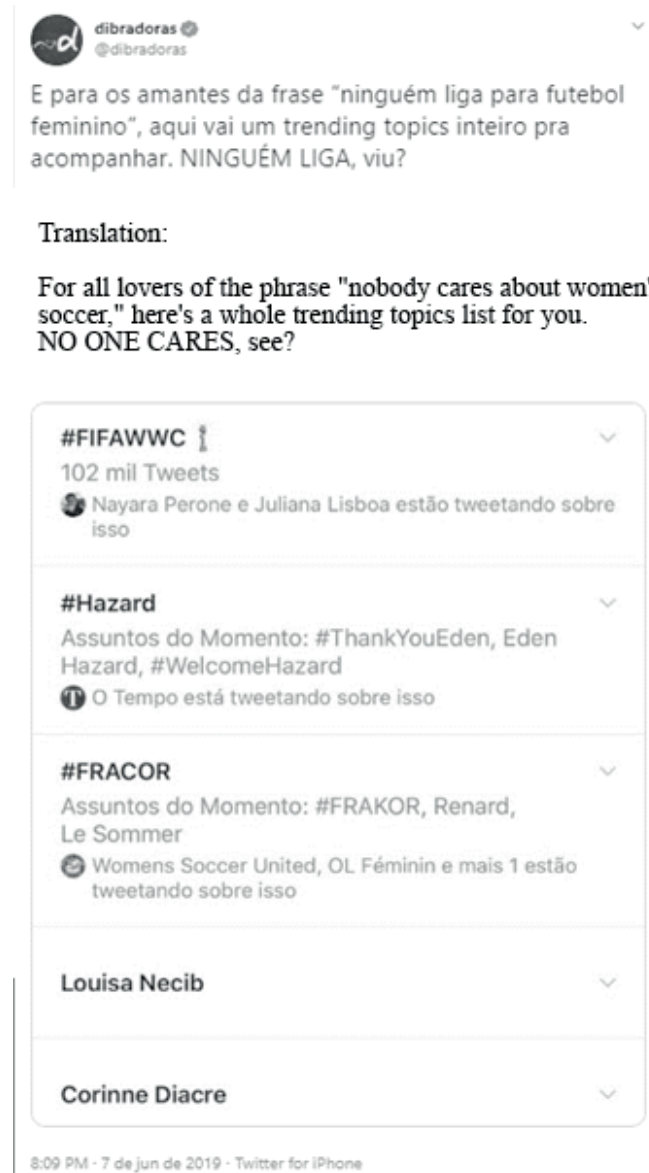 dibradoras
@dibradoras
E para os amantes da frase "ninguém liga para futebol
feminino", aqui vai um trending topics inteiro pra
acompanhar. NINGUÉM LIGA, viu?
Translation:
For all lovers of the phrase "nobody cares about women'
soccer," here's a whole trending topics list for you.
NO ONE CARES, see?
#FIFAWWC
102 mil Tweets
Nayara Perone e Juliana Lisboa estão tweetando sobre
isso
#Hazard
Assuntos do Momento: #ThankYouEden, Eden
Hazard, #WelcomeHazard
O Tempo está tweetando sobre isso
#FRACOR
Assuntos do Momento: #FRAKOR, Renard,
Le Sommer
Womens Soccer United, OL Féminin e mais 1 estão
tweetando sobre isso
Louisa Necib
Corinne Diacre
8:09 PM · 7 de jun de 2019 · Twitter for iPhone